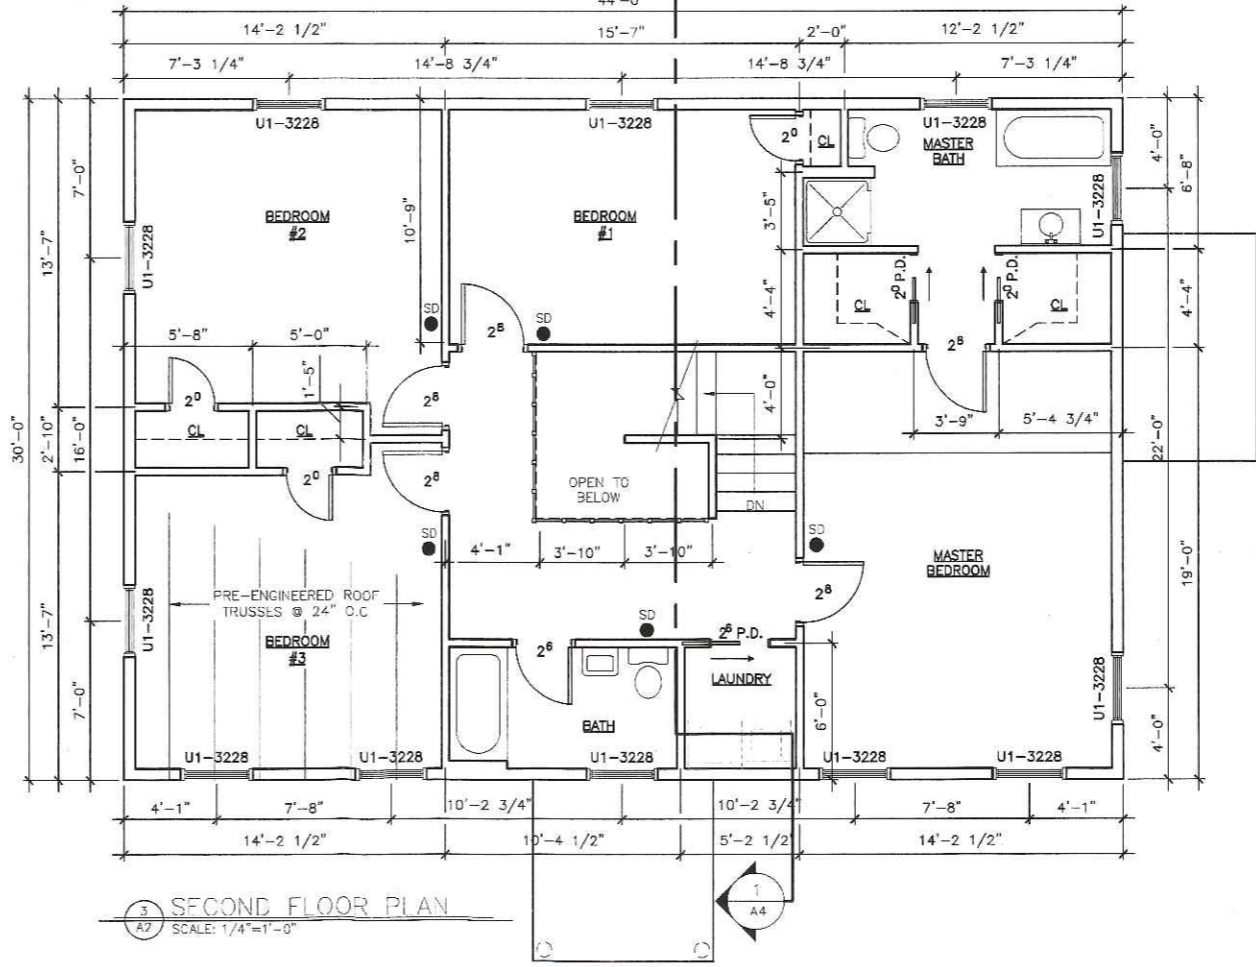 44'-0"
14'-2 1/2"
15'-7"
2'-0"
12'-2 1/2"
7'-3 1/4"
14'-8 3/4"
14'-8 3/4"
7'-3 1/4"
U1-3228
U1-3228
U1-3228
2⁰
CL
MASTER
BATH
4'-0"
6'-8"
7'-0"
13'-7"
U1-3228
BEDROOM
#2
10'-9"
BEDROOM
#1
3'-5"
U1-3228
SD
SD
2⁸
4'-4"
CL
2⁰ P.D.
2⁰ P.D.
CL
4'-4"
2⁸
5'-8"
5'-0"
1'-5"
2⁰
CL
CL
2⁸
4'-0"
3'-9"
5'-4 3/4"
30'-0"
2'-10"
16'-0"
22'-0"
2⁰
2⁸
OPEN TO
BELOW
DN
SD
SD
4'-1"
3'-10"
3'-10"
MASTER
BEDROOM
19'-0"
PRE-ENGINEERED ROOF
TRUSSES @ 24" O.C
2⁸
U1-3228
13'-7"
BEDROOM
#3
SD
2⁶
2⁶ P.D.
LAUNDRY
6'-0"
U1-3228
7'-0"
BATH
4'-0"
U1-3228
U1-3228
U1-3228
U1-3228
U1-3228
4'-1"
7'-8"
10'-2 3/4"
10'-2 3/4"
7'-8"
4'-1"
14'-2 1/2"
10'-4 1/2"
5'-2 1/2"
14'-2 1/2"
3
A2
SECOND FLOOR PLAN
SCALE: 1/4"=1'-0"
1
A4